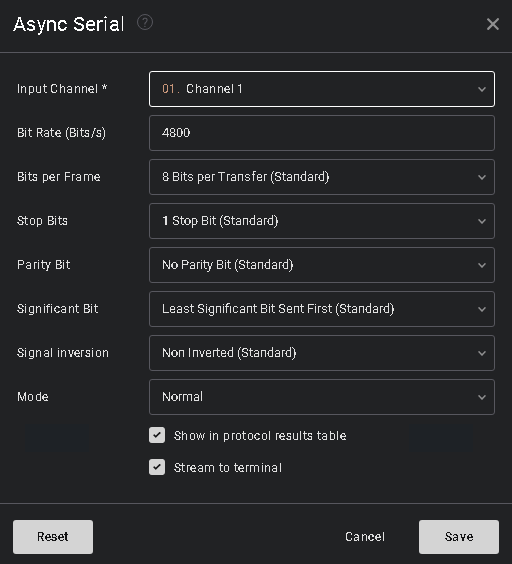 Async Serial ?
Input Channel * 01. Channel 1
Bit Rate (Bits/s) 4800
Bits per Frame 8 Bits per Transfer (Standard)
Stop Bits 1 Stop Bit (Standard)
Parity Bit No Parity Bit (Standard)
Significant Bit Least Significant Bit Sent First (Standard)
Signal inversion Non Inverted (Standard)
Mode Normal
Show in protocol results table
Stream to terminal
Reset Cancel Save